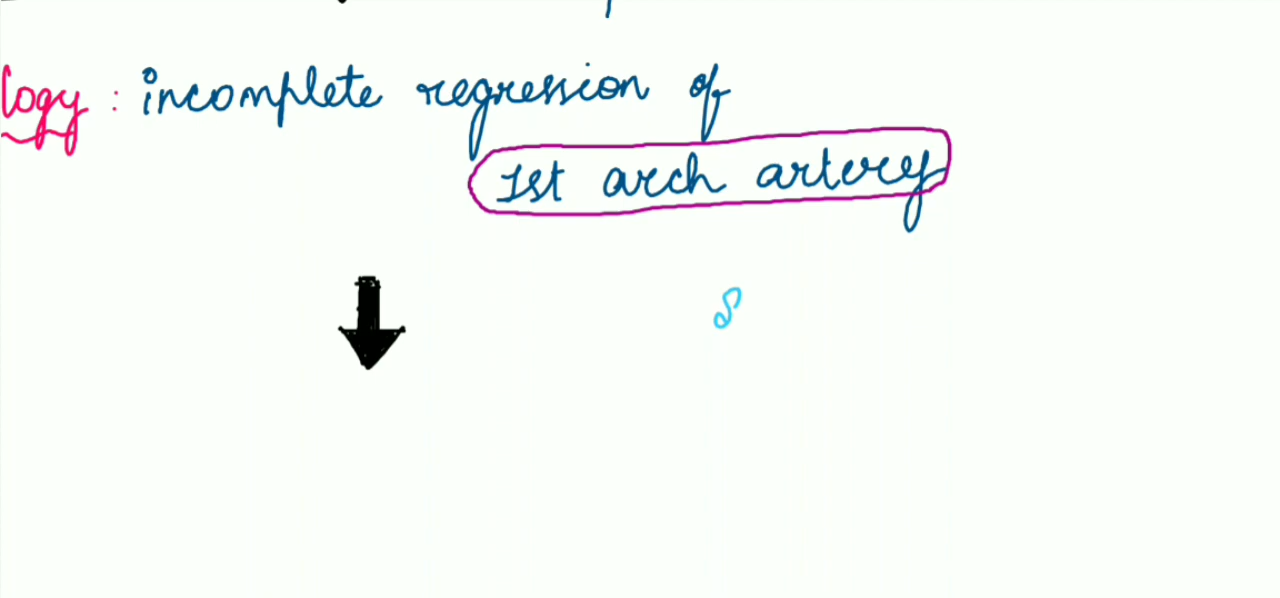 logy : incomplete regression of
1st arch artery